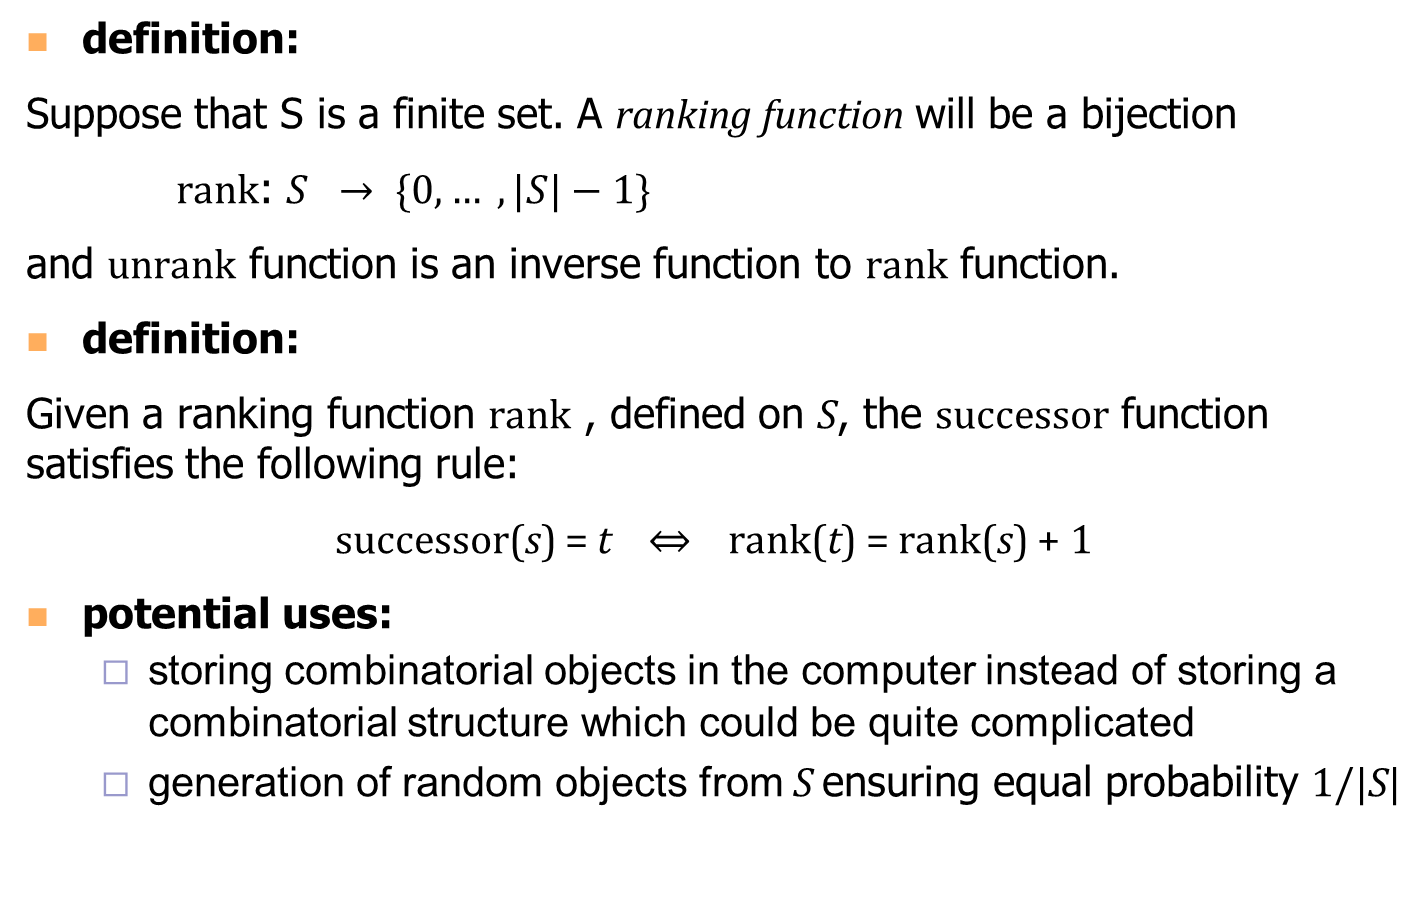 definition:
Suppose that S is a finite set. A ranking function will be a bijection
rank: S → {0, … , |S| − 1}
and unrank function is an inverse function to rank function.
definition:
Given a ranking function rank , defined on S, the successor function
satisfies the following rule:
successor(s) = t ⇔ rank(t) = rank(s) + 1
potential uses:
storing combinatorial objects in the computer instead of storing a
combinatorial structure which could be quite complicated
generation of random objects from S ensuring equal probability 1/|S|